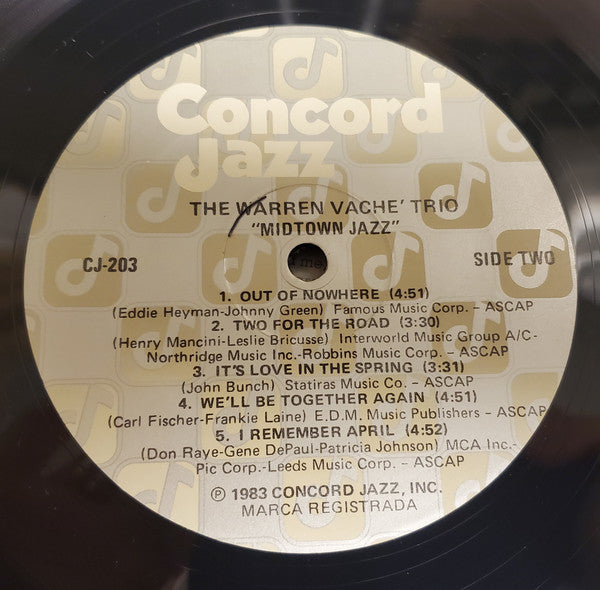 Concord
Jazz
THE WARREN VACHE' TRIO
"MIDTOWN JAZZ"
CJ-203
SIDE TWO
1. OUT OF NOWHERE (4:51)
(Eddie Heyman-Johnny Green) Famous Music Corp. – ASCAP
2. TWO FOR THE ROAD (3:30)
(Henry Mancini-Leslie Bricusse) Interworld Music Group A/C-
Northridge Music Inc.-Robbins Music Corp. – ASCAP
3. IT'S LOVE IN THE SPRING (3:31)
(John Bunch) Statiras Music Co. – ASCAP
4. WE'LL BE TOGETHER AGAIN (4:51)
(Carl Fischer-Frankie Laine) E.D.M. Music Publishers – ASCAP
5. I REMEMBER APRIL (4:52)
(Don Raye-Gene DePaul-Patricia Johnson) MCA Inc.-
Pic Corp.-Leeds Music Corp. – ASCAP
℗ 1983 CONCORD JAZZ, INC.
MARCA REGISTRADA